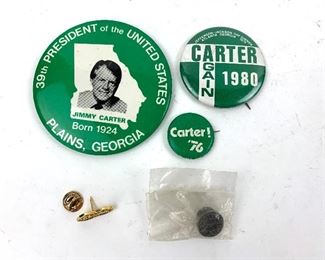 39th PRESIDENT of the UNITED STATES
JIMMY CARTER
Born 1924
PLAINS, GEORGIA
CARTER
AGAIN
1980
Carter!
'76